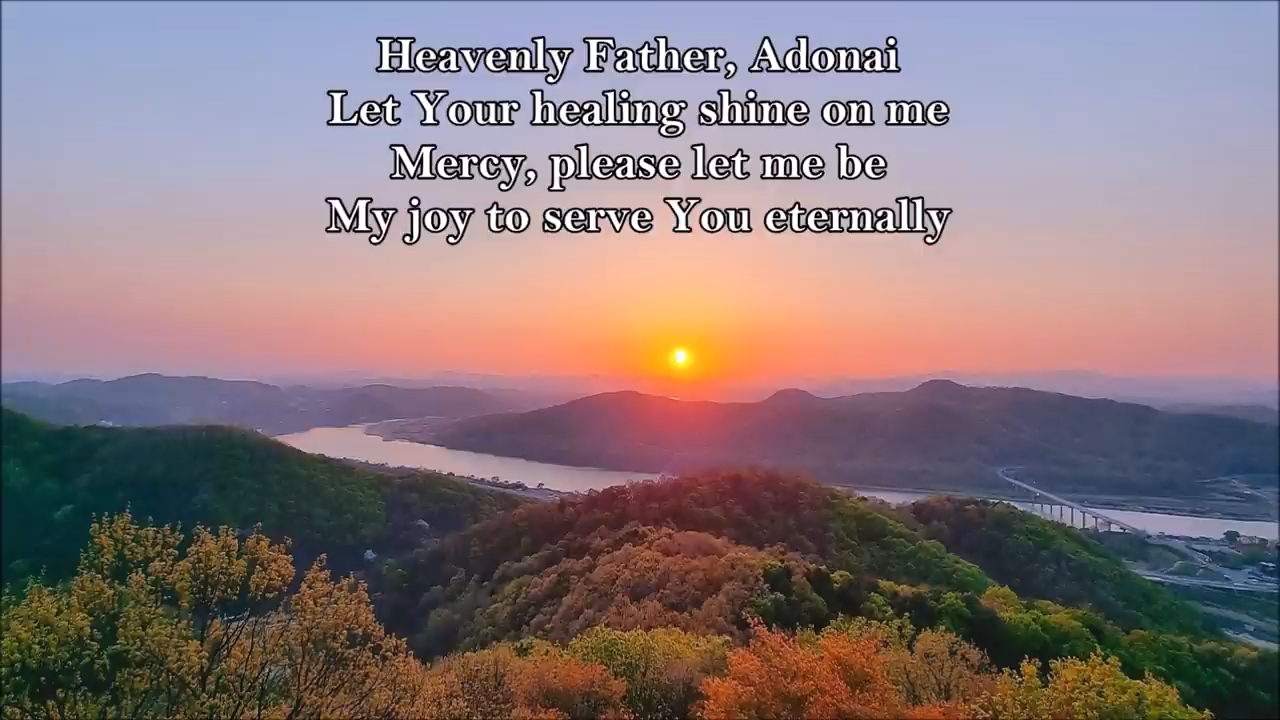 Heavenly Father, Adonai
Let Your healing shine on me
Mercy, please let me be
My joy to serve You eternally